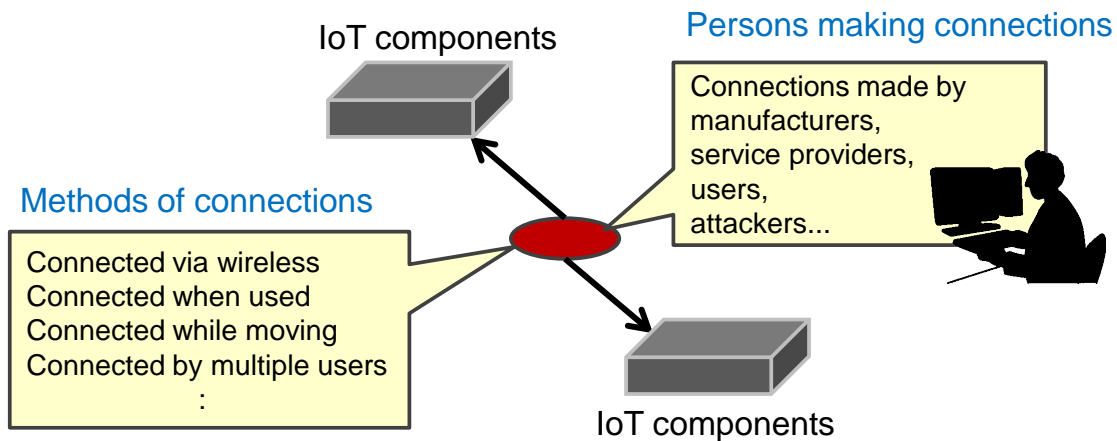 IoT components
Persons making connections
Connections made by
manufacturers,
service providers,
users,
attackers...
Methods of connections
Connected via wireless
Connected when used
Connected while moving
Connected by multiple users
:
IoT components